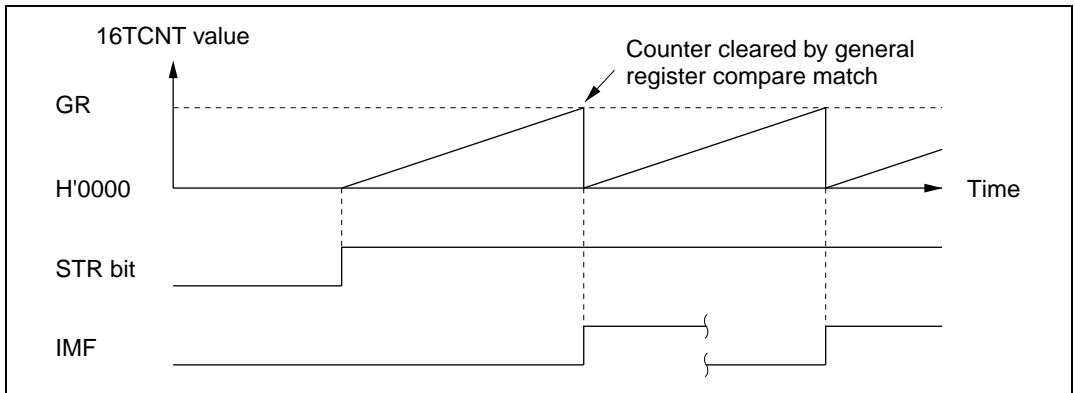 16TCNT value
Counter cleared by general
register compare match
GR
H'0000
Time
STR bit
IMF